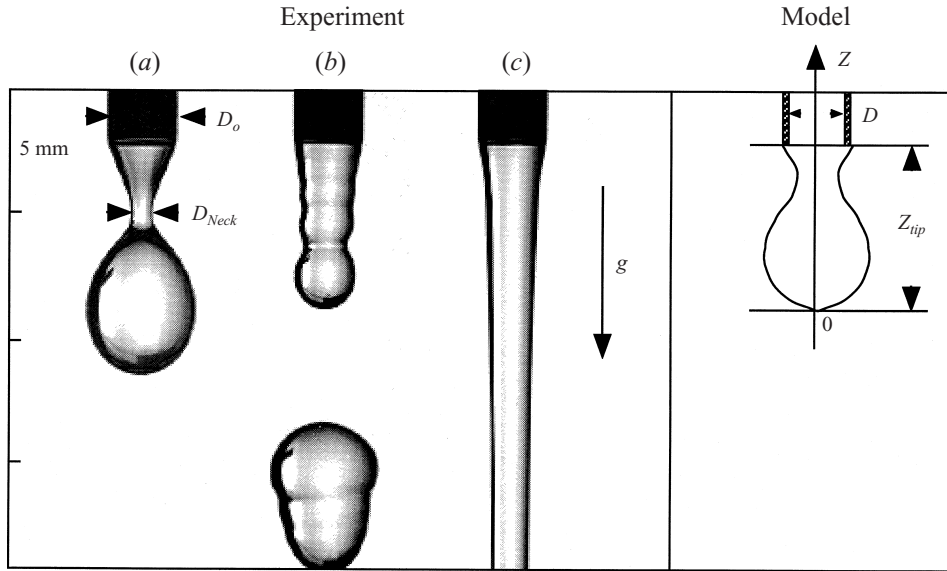 Experiment
Model
(a)
(b)
(c)
Z
D_o
D
5 mm
D_Neck
Z_tip
g
0